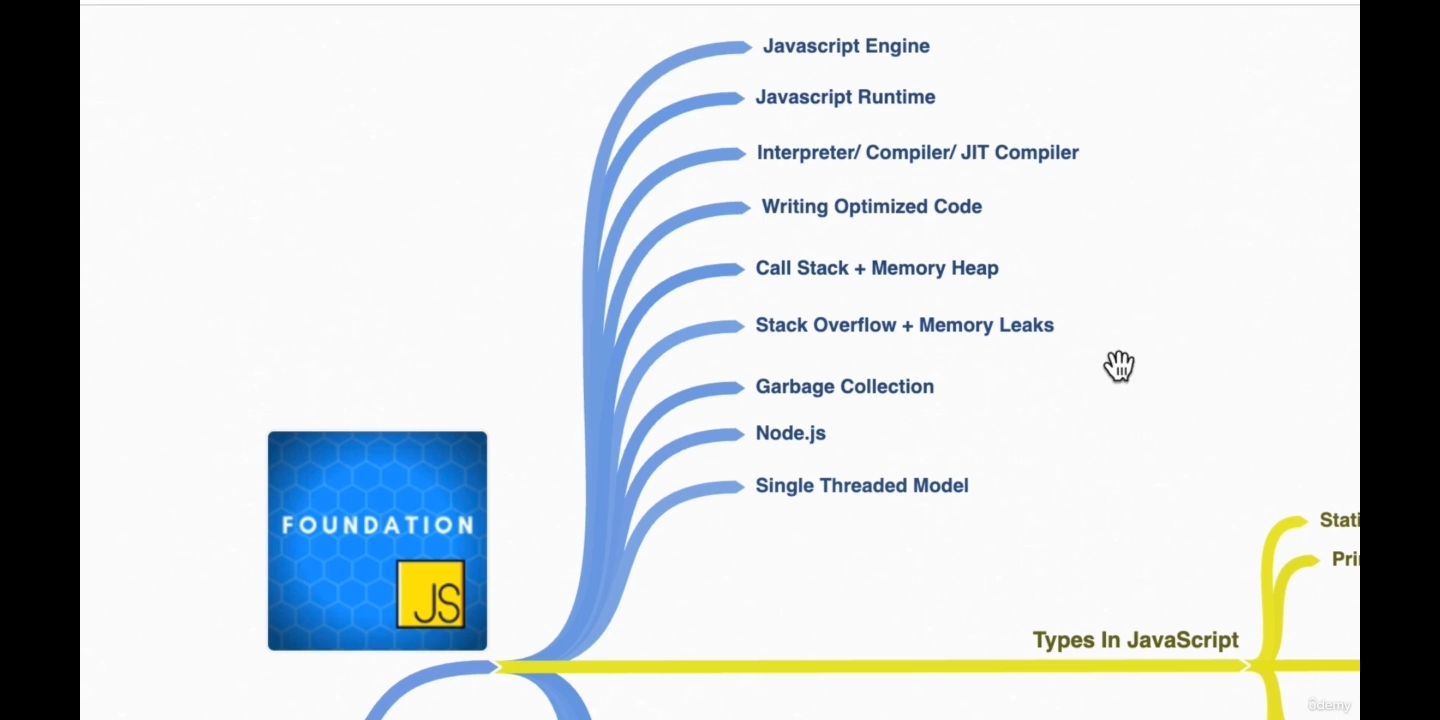 Javascript Engine
Javascript Runtime
Interpreter/ Compiler/ JIT Compiler
Writing Optimized Code
Call Stack + Memory Heap
Stack Overflow + Memory Leaks
Garbage Collection
Node.js
Single Threaded Model
FOUNDATION
JS
Types In JavaScript
Stati
Pri
ûdemy